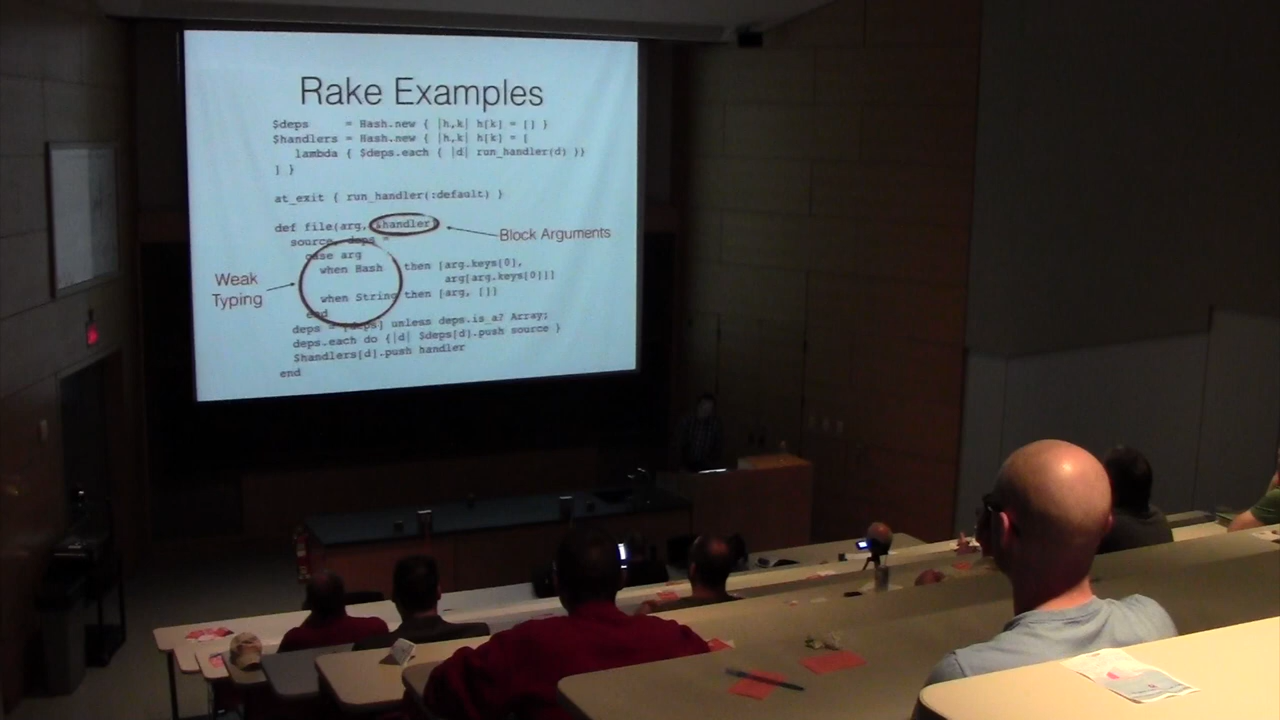 Rake Examples
$deps = Hash.new { |h,k| h[k] = [] }
$handlers = Hash.new { |h,k| h[k] = [
lambda { $deps.each { |d| run_handler(d) }}
] }
at_exit { run_handler(:default) }
def file(arg, &handler)
Block Arguments
source, deps =
case arg
Weak
Typing
when Hash then [arg.keys[0],
arg[arg.keys[0]]]
when String then [arg, []]
end
deps = [deps] unless deps.is_a? Array;
deps.each do {|d| $deps[d].push source }
$handlers[d].push handler
end